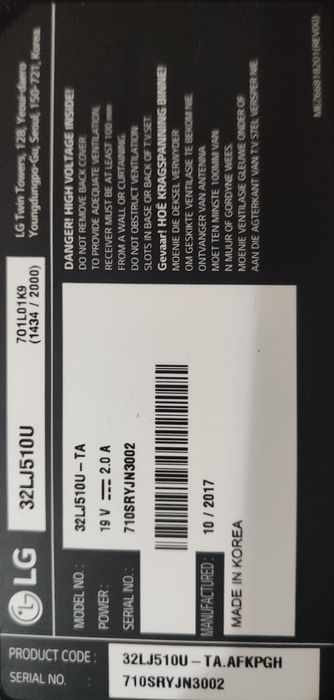 LG 32LJ510U 701L01K9
(1434 / 2000)
LG Twin Towers, 128, Yeoui-daero
Youngdungpo-Gu, Seoul, 150-721, Korea
MODEL NO.: 32LJ510U-TA
POWER: 19 V ⎓ 2.0 A
SERIAL NO.: 710SRYJN3002
MANUFACTURED: 10 / 2017
MADE IN KOREA
DANGER! HIGH VOLTAGE INSIDE!
DO NOT REMOVE BACK COVER.
TO PROVIDE ADEQUATE VENTILATION,
RECEIVER MUST BE AT LEAST 100 mm
FROM A WALL OR CURTAINING.
DO NOT OBSTRUCT VENTILATION
SLOTS IN BASE OR BACK OF T.V.SET.
Gevaar! HOË KRAGSPANNING BINNE!
MOENIE DIE DEKSEL VERWYDER
OM GESKIKTE VENTILASIE TE BEKOM NIE.
ONTVANGER VAN ANTENNA
MOET TEN MINSTE 100MM VAN
N MUUR OF GORDYNE WEES.
MOENIE VENTILASIE GLEUWE ONDER OF
AAN DIE AGTERKANT VAN TV STEL VERSPER NIE.
MEZ66818201(REV00)
PRODUCT CODE : 32LJ510U-TA.AFKPGH
SERIAL NO. : 710SRYJN3002